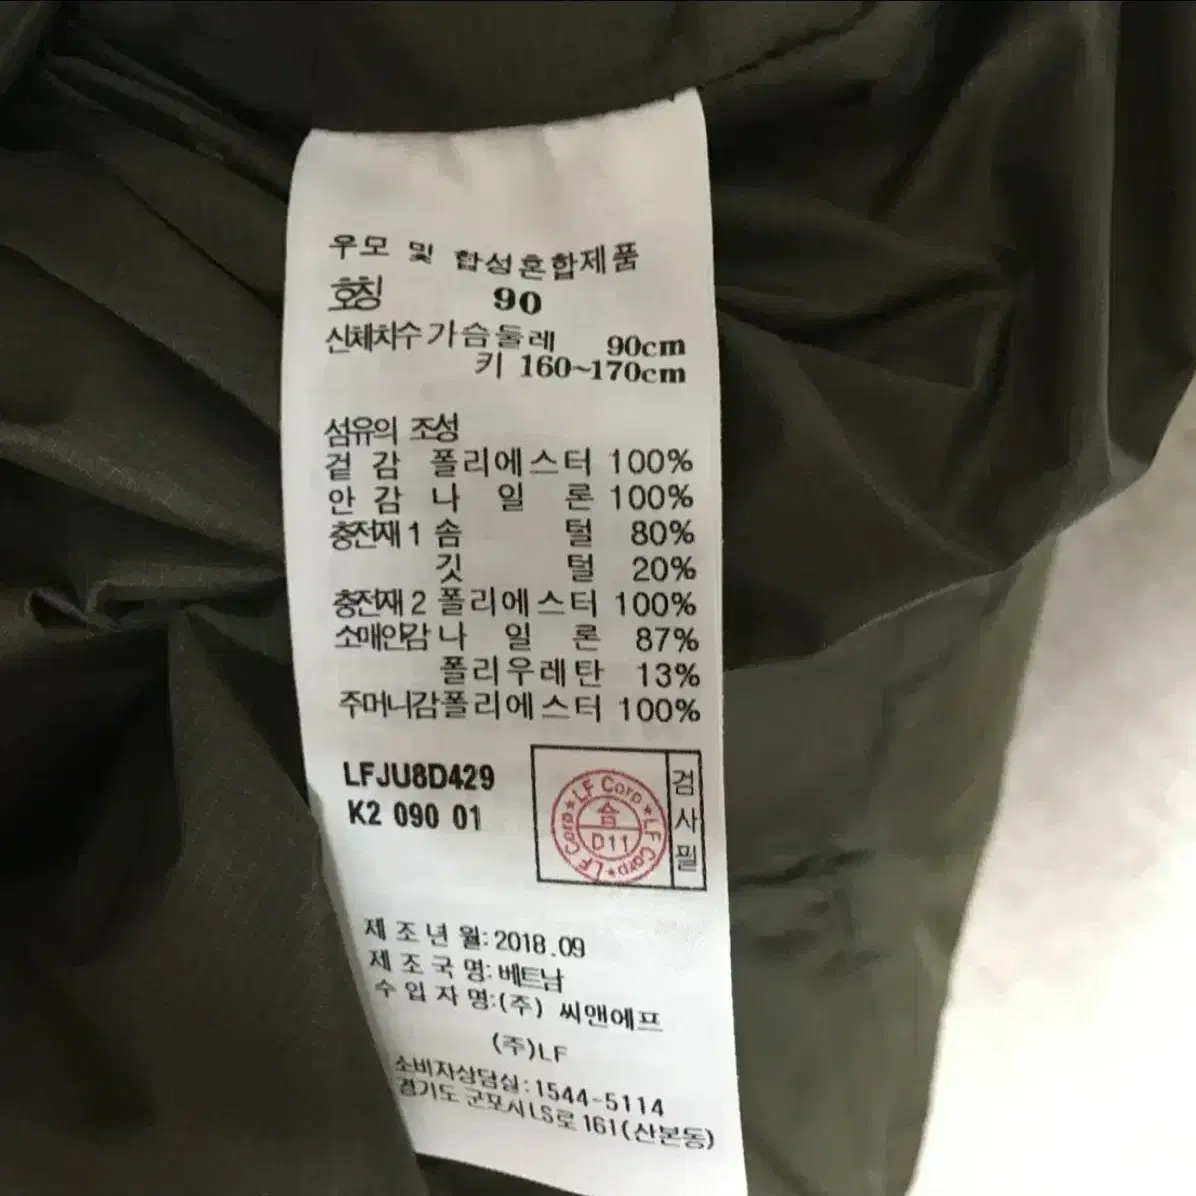 우모 및 합성혼합제품
호칭 90
신체치수 가슴둘레 90cm
키 160~170cm
섬유의 조성
겉감 폴리에스터 100%
안감 나일론 100%
충전재1 솜털 80%
깃털 20%
충전재2 폴리에스터 100%
소매안감 나일론 87%
폴리우레탄 13%
주머니감 폴리에스터 100%
LFJU8D429
K2 090 01
LF Corp★LF Corp★LF Corp★
合
D11
검사필
제조년월:2018.09
제조국명:베트남
수입자명:(주) 씨앤에프
(주)LF
소비자상담실:1544-5114
경기도 군포시LS로 161(산본동)